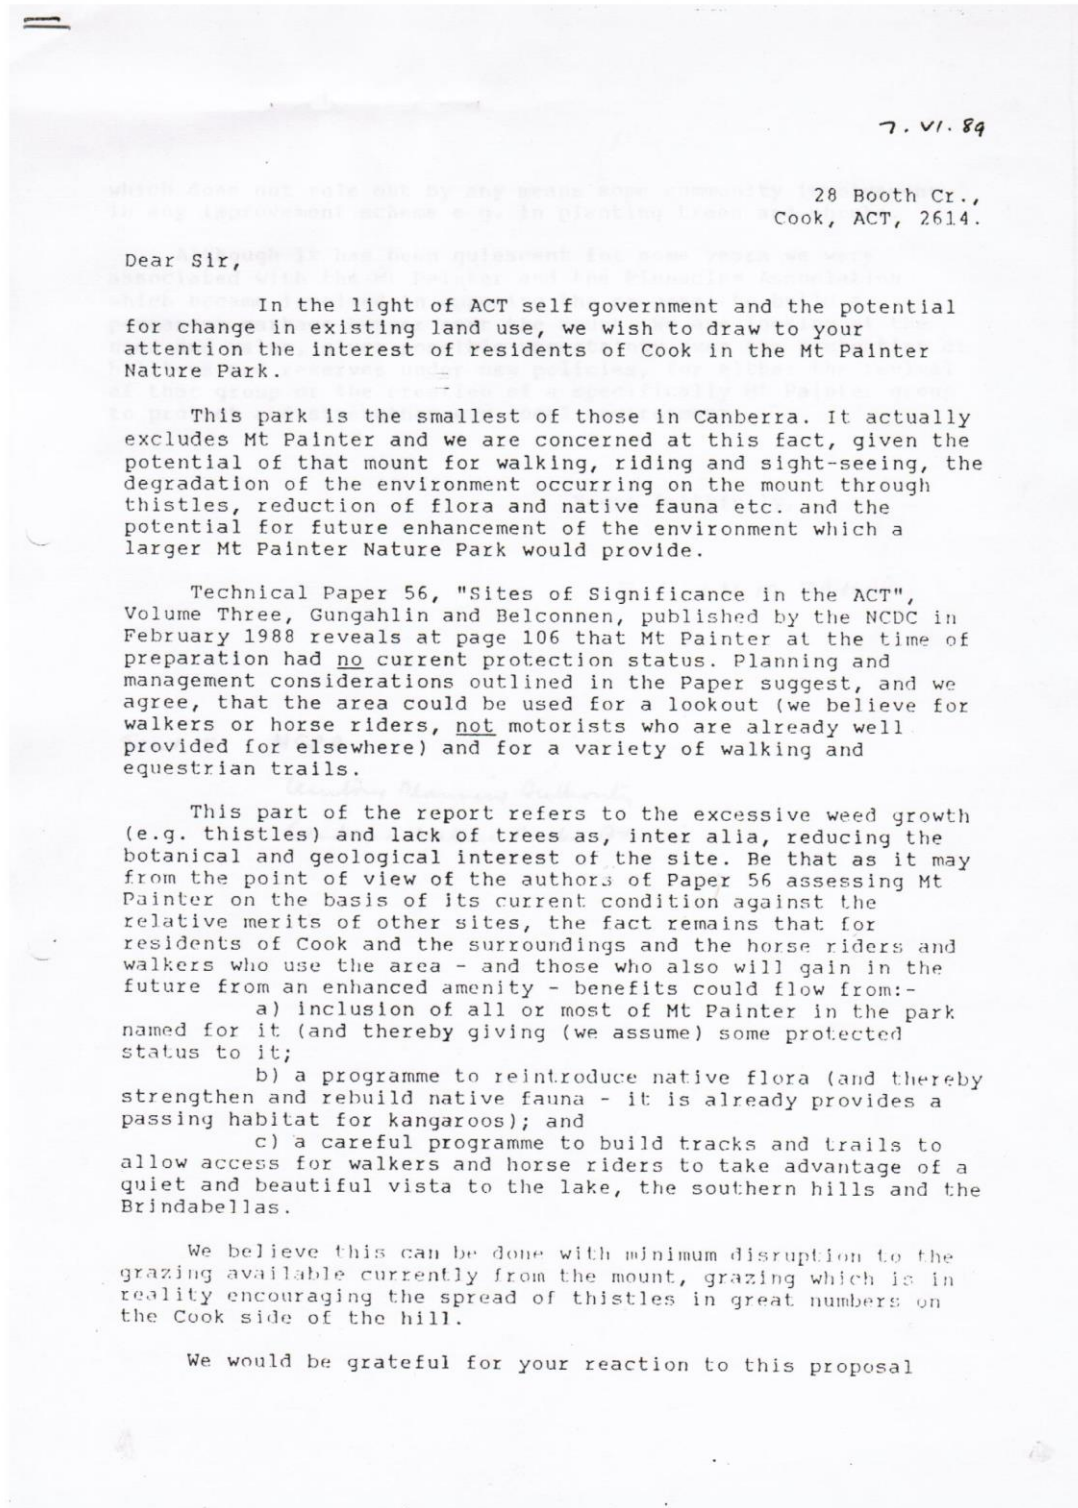 7. VI. 89
28 Booth Cr.,
Cook, ACT, 2614.
Dear Sir,
In the light of ACT self government and the potential
for change in existing land use, we wish to draw to your
attention the interest of residents of Cook in the Mt Painter
Nature Park.
This park is the smallest of those in Canberra. It actually
excludes Mt Painter and we are concerned at this fact, given the
potential of that mount for walking, riding and sight-seeing, the
degradation of the environment occurring on the mount through
thistles, reduction of flora and native fauna etc. and the
potential for future enhancement of the environment which a
larger Mt Painter Nature Park would provide.
Technical Paper 56, "Sites of Significance in the ACT",
Volume Three, Gungahlin and Belconnen, published by the NCDC in
February 1988 reveals at page 106 that Mt Painter at the time of
preparation had no current protection status. Planning and
management considerations outlined in the Paper suggest, and we
agree, that the area could be used for a lookout (we believe for
walkers or horse riders, not motorists who are already well
provided for elsewhere) and for a variety of walking and
equestrian trails.
This part of the report refers to the excessive weed growth
(e.g. thistles) and lack of trees as, inter alia, reducing the
botanical and geological interest of the site. Be that as it may
from the point of view of the authors of Paper 56 assessing Mt
Painter on the basis of its current condition against the
relative merits of other sites, the fact remains that for
residents of Cook and the surroundings and the horse riders and
walkers who use the area - and those who also will gain in the
future from an enhanced amenity - benefits could flow from:-
a) inclusion of all or most of Mt Painter in the park
named for it (and thereby giving (we assume) some protected
status to it;
b) a programme to reintroduce native flora (and thereby
strengthen and rebuild native fauna - it is already provides a
passing habitat for kangaroos); and
c) a careful programme to build tracks and trails to
allow access for walkers and horse riders to take advantage of a
quiet and beautiful vista to the lake, the southern hills and the
Brindabellas.
We believe this can be done with minimum disruption to the
grazing available currently from the mount, grazing which is in
reality encouraging the spread of thistles in great numbers on
the Cook side of the hill.
We would be grateful for your reaction to this proposal